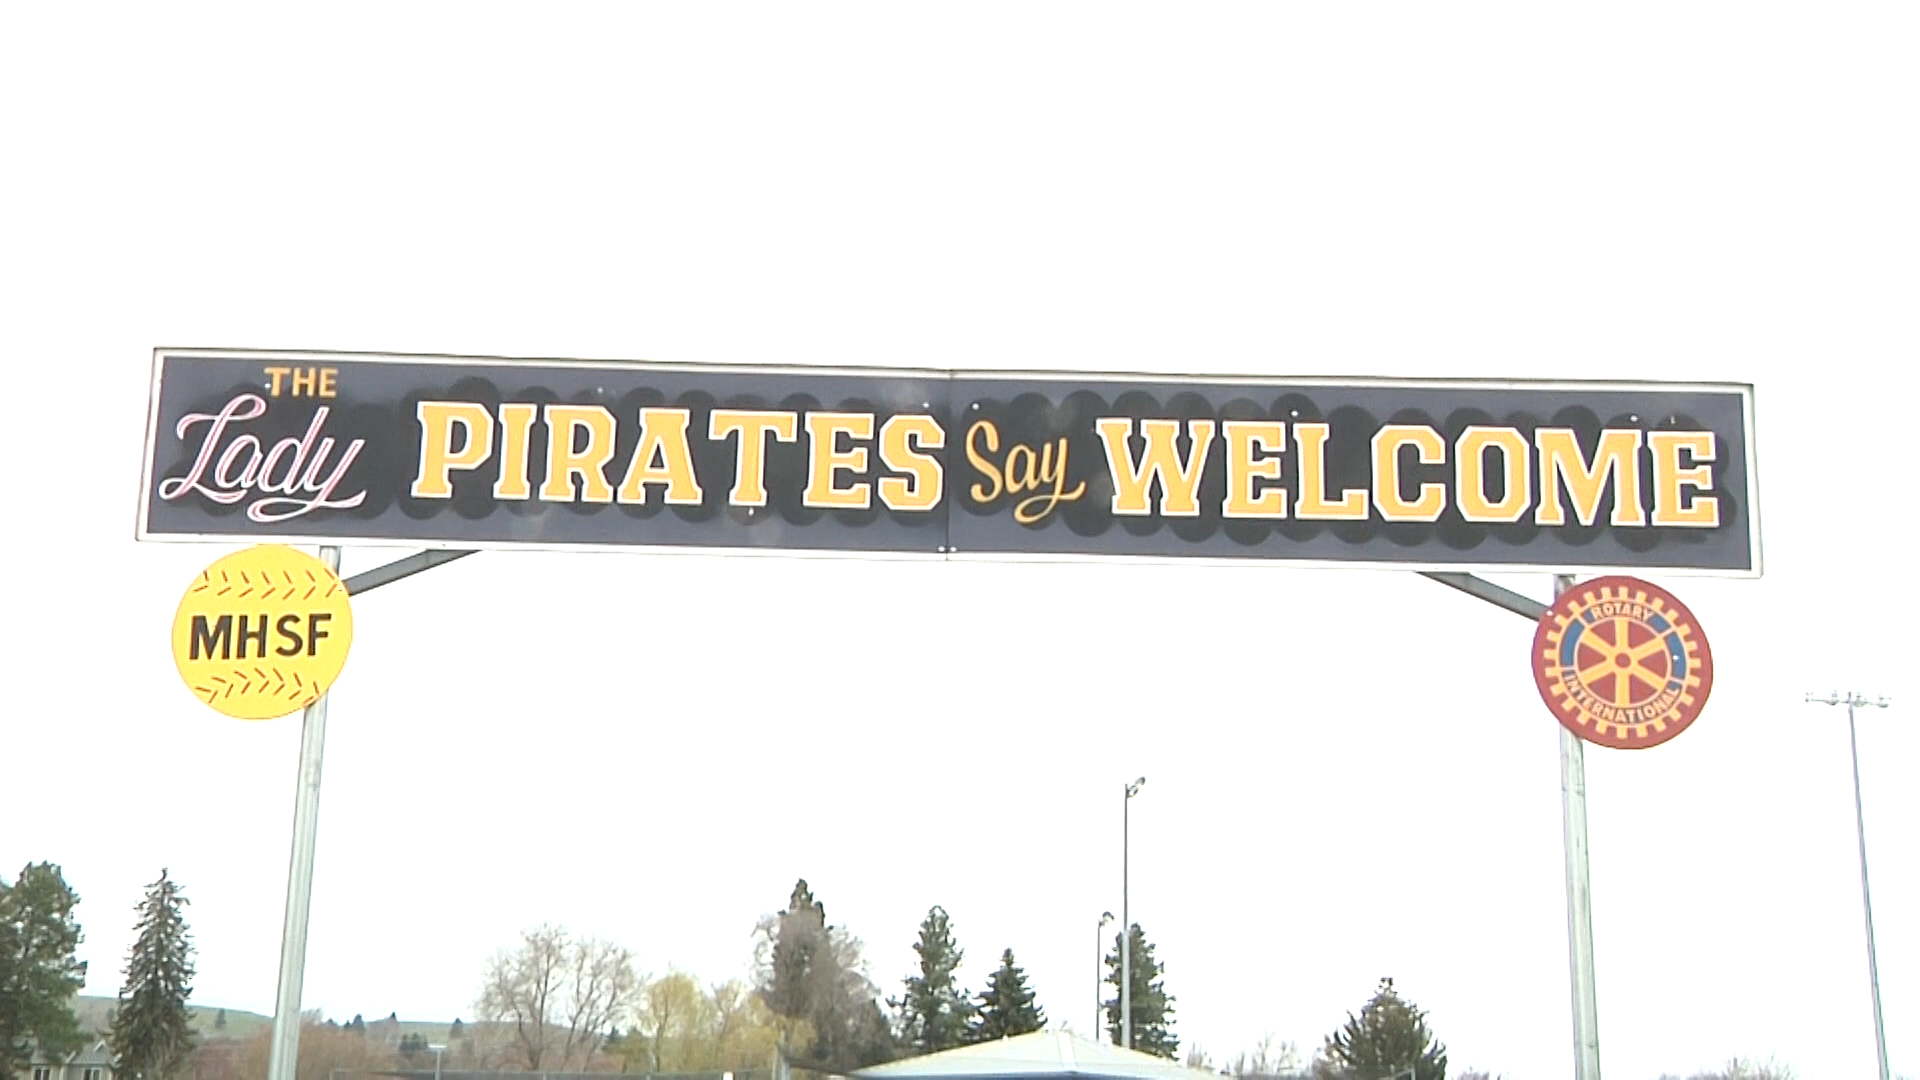 THE
Lady PIRATES Say WELCOME
MHSF
ROTARY
INTERNATIONAL